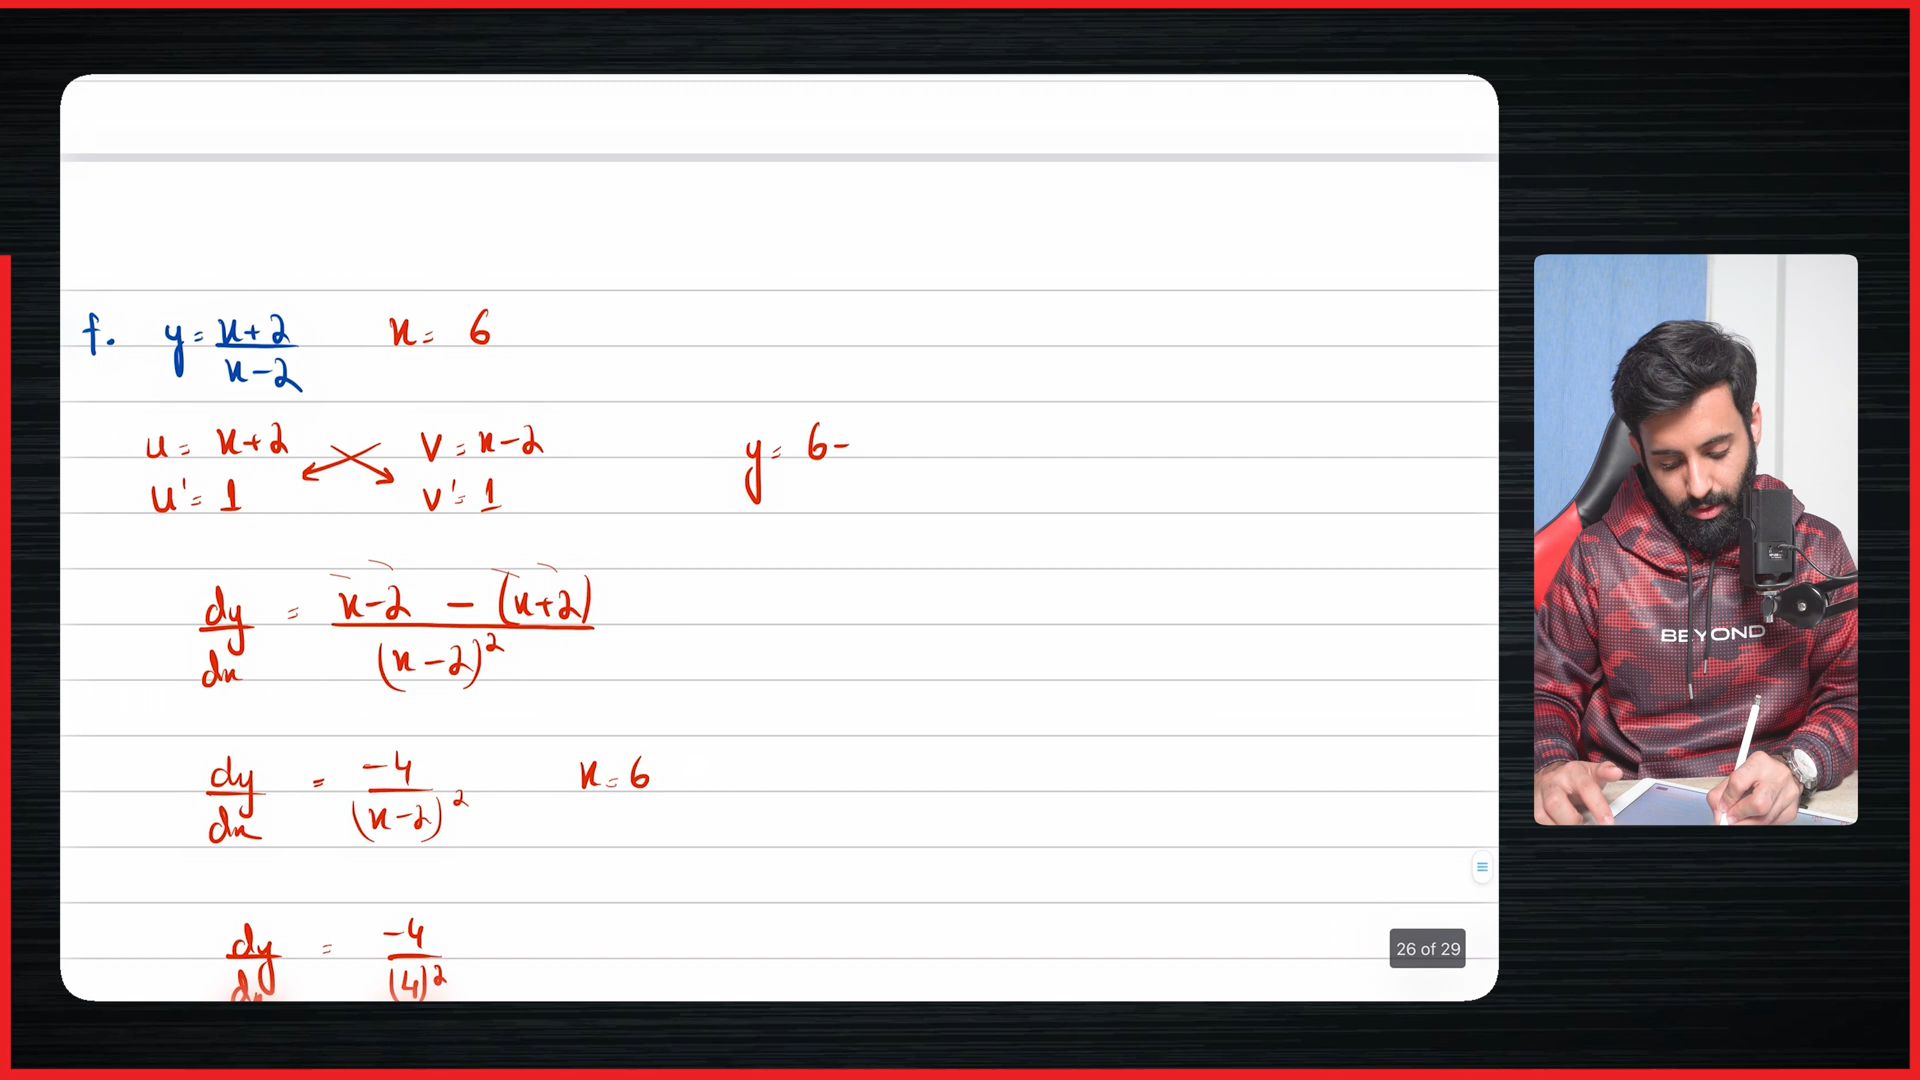 f. y = x+2 / x-2 x = 6
u = x+2 v = x-2
u' = 1 v' = 1
y = 6-
dy/dx = x-2 - (x+2) / (x-2)²
dy/dx = -4 / (x-2)² x = 6
dy/dx = -4 / (4)²
26 of 29
BEYOND